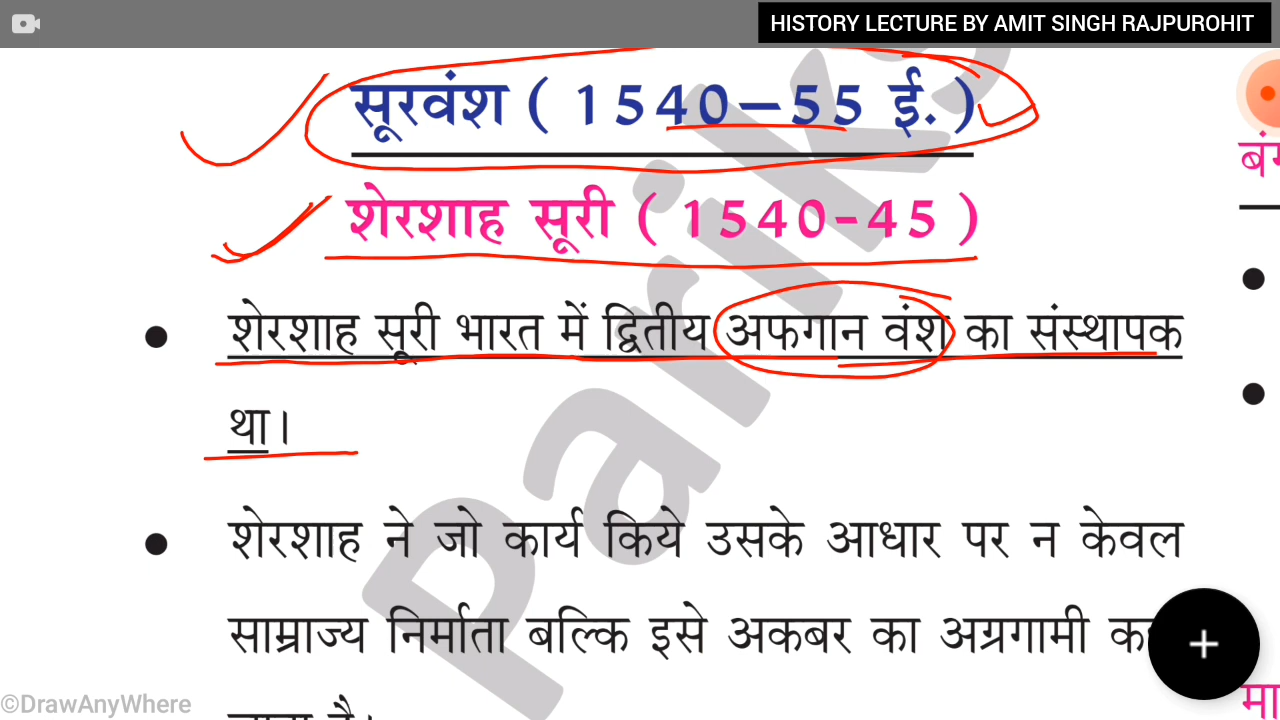 HISTORY LECTURE BY AMIT SINGH RAJPUROHIT
सूरवंश ( 1540–55 ई. )
शेरशाह सूरी ( 1540-45 )
● शेरशाह सूरी भारत में द्वितीय अफगान वंश का संस्थापक
था।
● शेरशाह ने जो कार्य किये उसके आधार पर न केवल
साम्राज्य निर्माता बल्कि इसे अकबर का अग्रगामी
©DrawAnyWhere